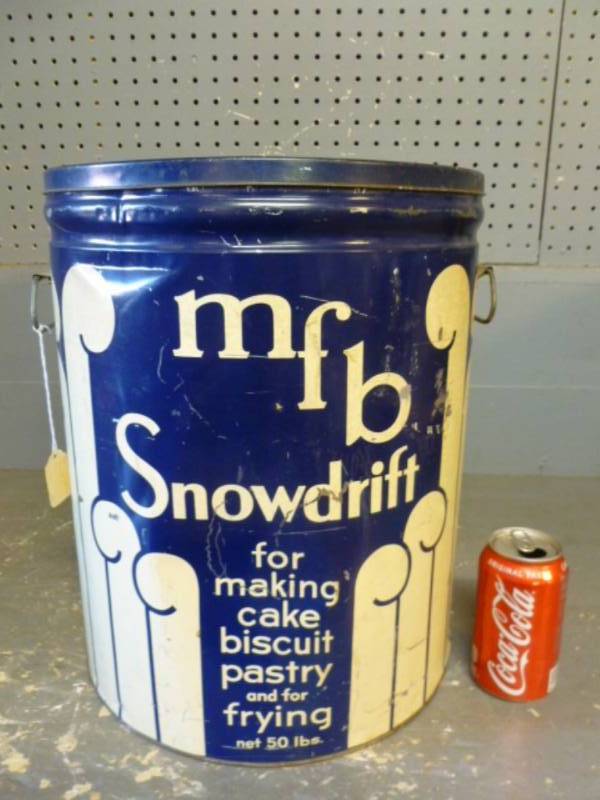 mfb
Snowdrift
for
making
cake
biscuit
pastry
and for
frying
net 50 lbs.
Coca-Cola